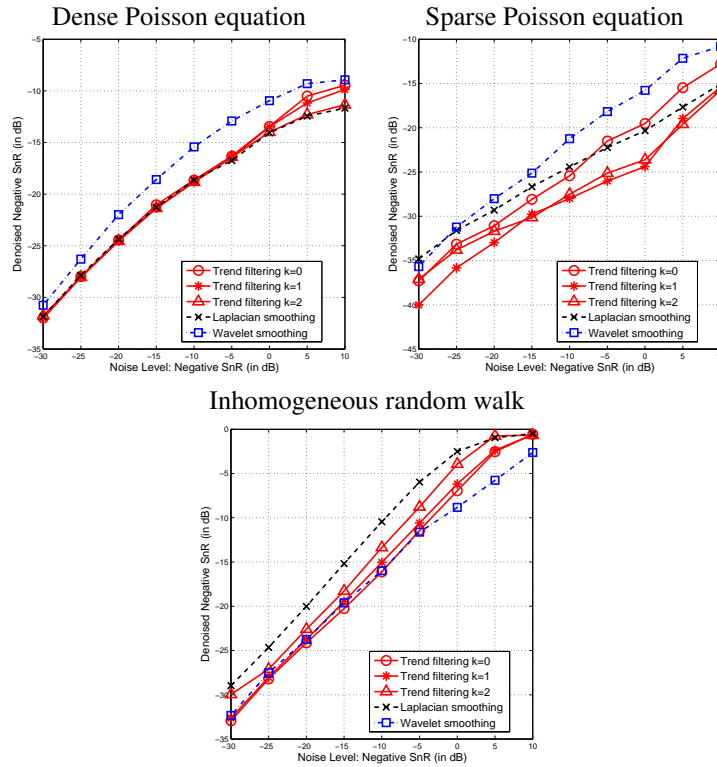 Dense Poisson equation
−5
−10
−15
−20
−25
−30
−35
−30 −25 −20 −15 −10 −5 0 5 10
Denoised Negative SnR (in dB)
Noise Level: Negative SnR (in dB)
Trend filtering k=0
Trend filtering k=1
Trend filtering k=2
Laplacian smoothing
Wavelet smoothing
Sparse Poisson equation
−10
−15
−20
−25
−30
−35
−40
−45
−30 −25 −20 −15 −10 −5 0 5 10
Denoised Negative SnR (in dB)
Noise Level: Negative SnR (in dB)
Trend filtering k=0
Trend filtering k=1
Trend filtering k=2
Laplacian smoothing
Wavelet smoothing
Inhomogeneous random walk
0
−5
−10
−15
−20
−25
−30
−35
−30 −25 −20 −15 −10 −5 0 5 10
Denoised Negative SnR (in dB)
Noise Level: Negative SnR (in dB)
Trend filtering k=0
Trend filtering k=1
Trend filtering k=2
Laplacian smoothing
Wavelet smoothing